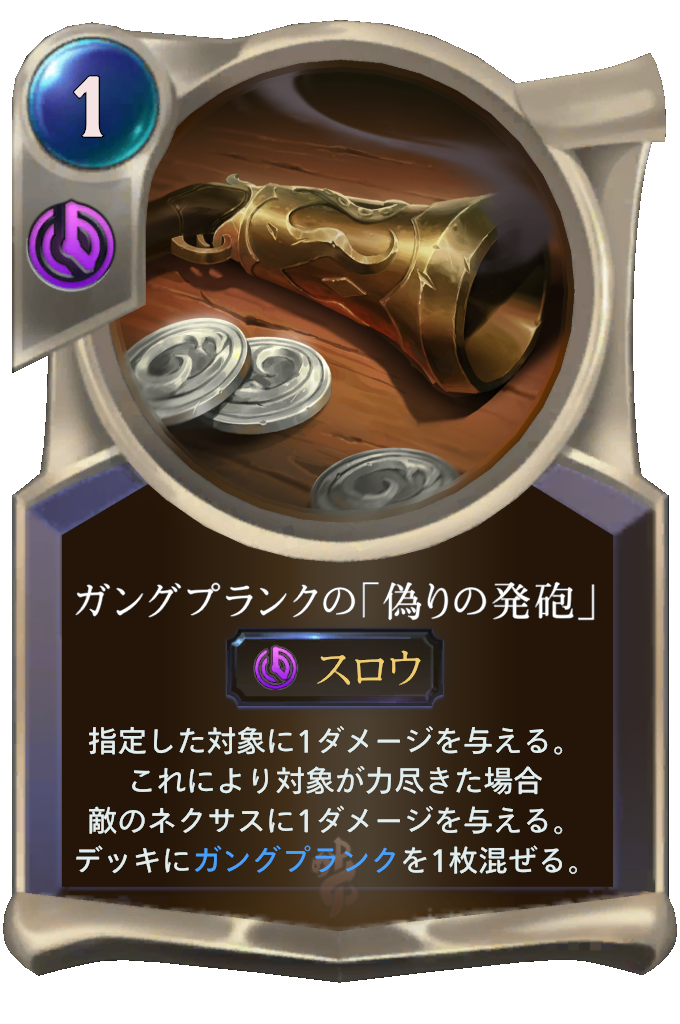 1
ガングプランクの「偽りの発砲」
スロウ
指定した対象に1ダメージを与える。
これにより対象が力尽きた場合
敵のネクサスに1ダメージを与える。
デッキにガングプランクを1枚混ぜる。